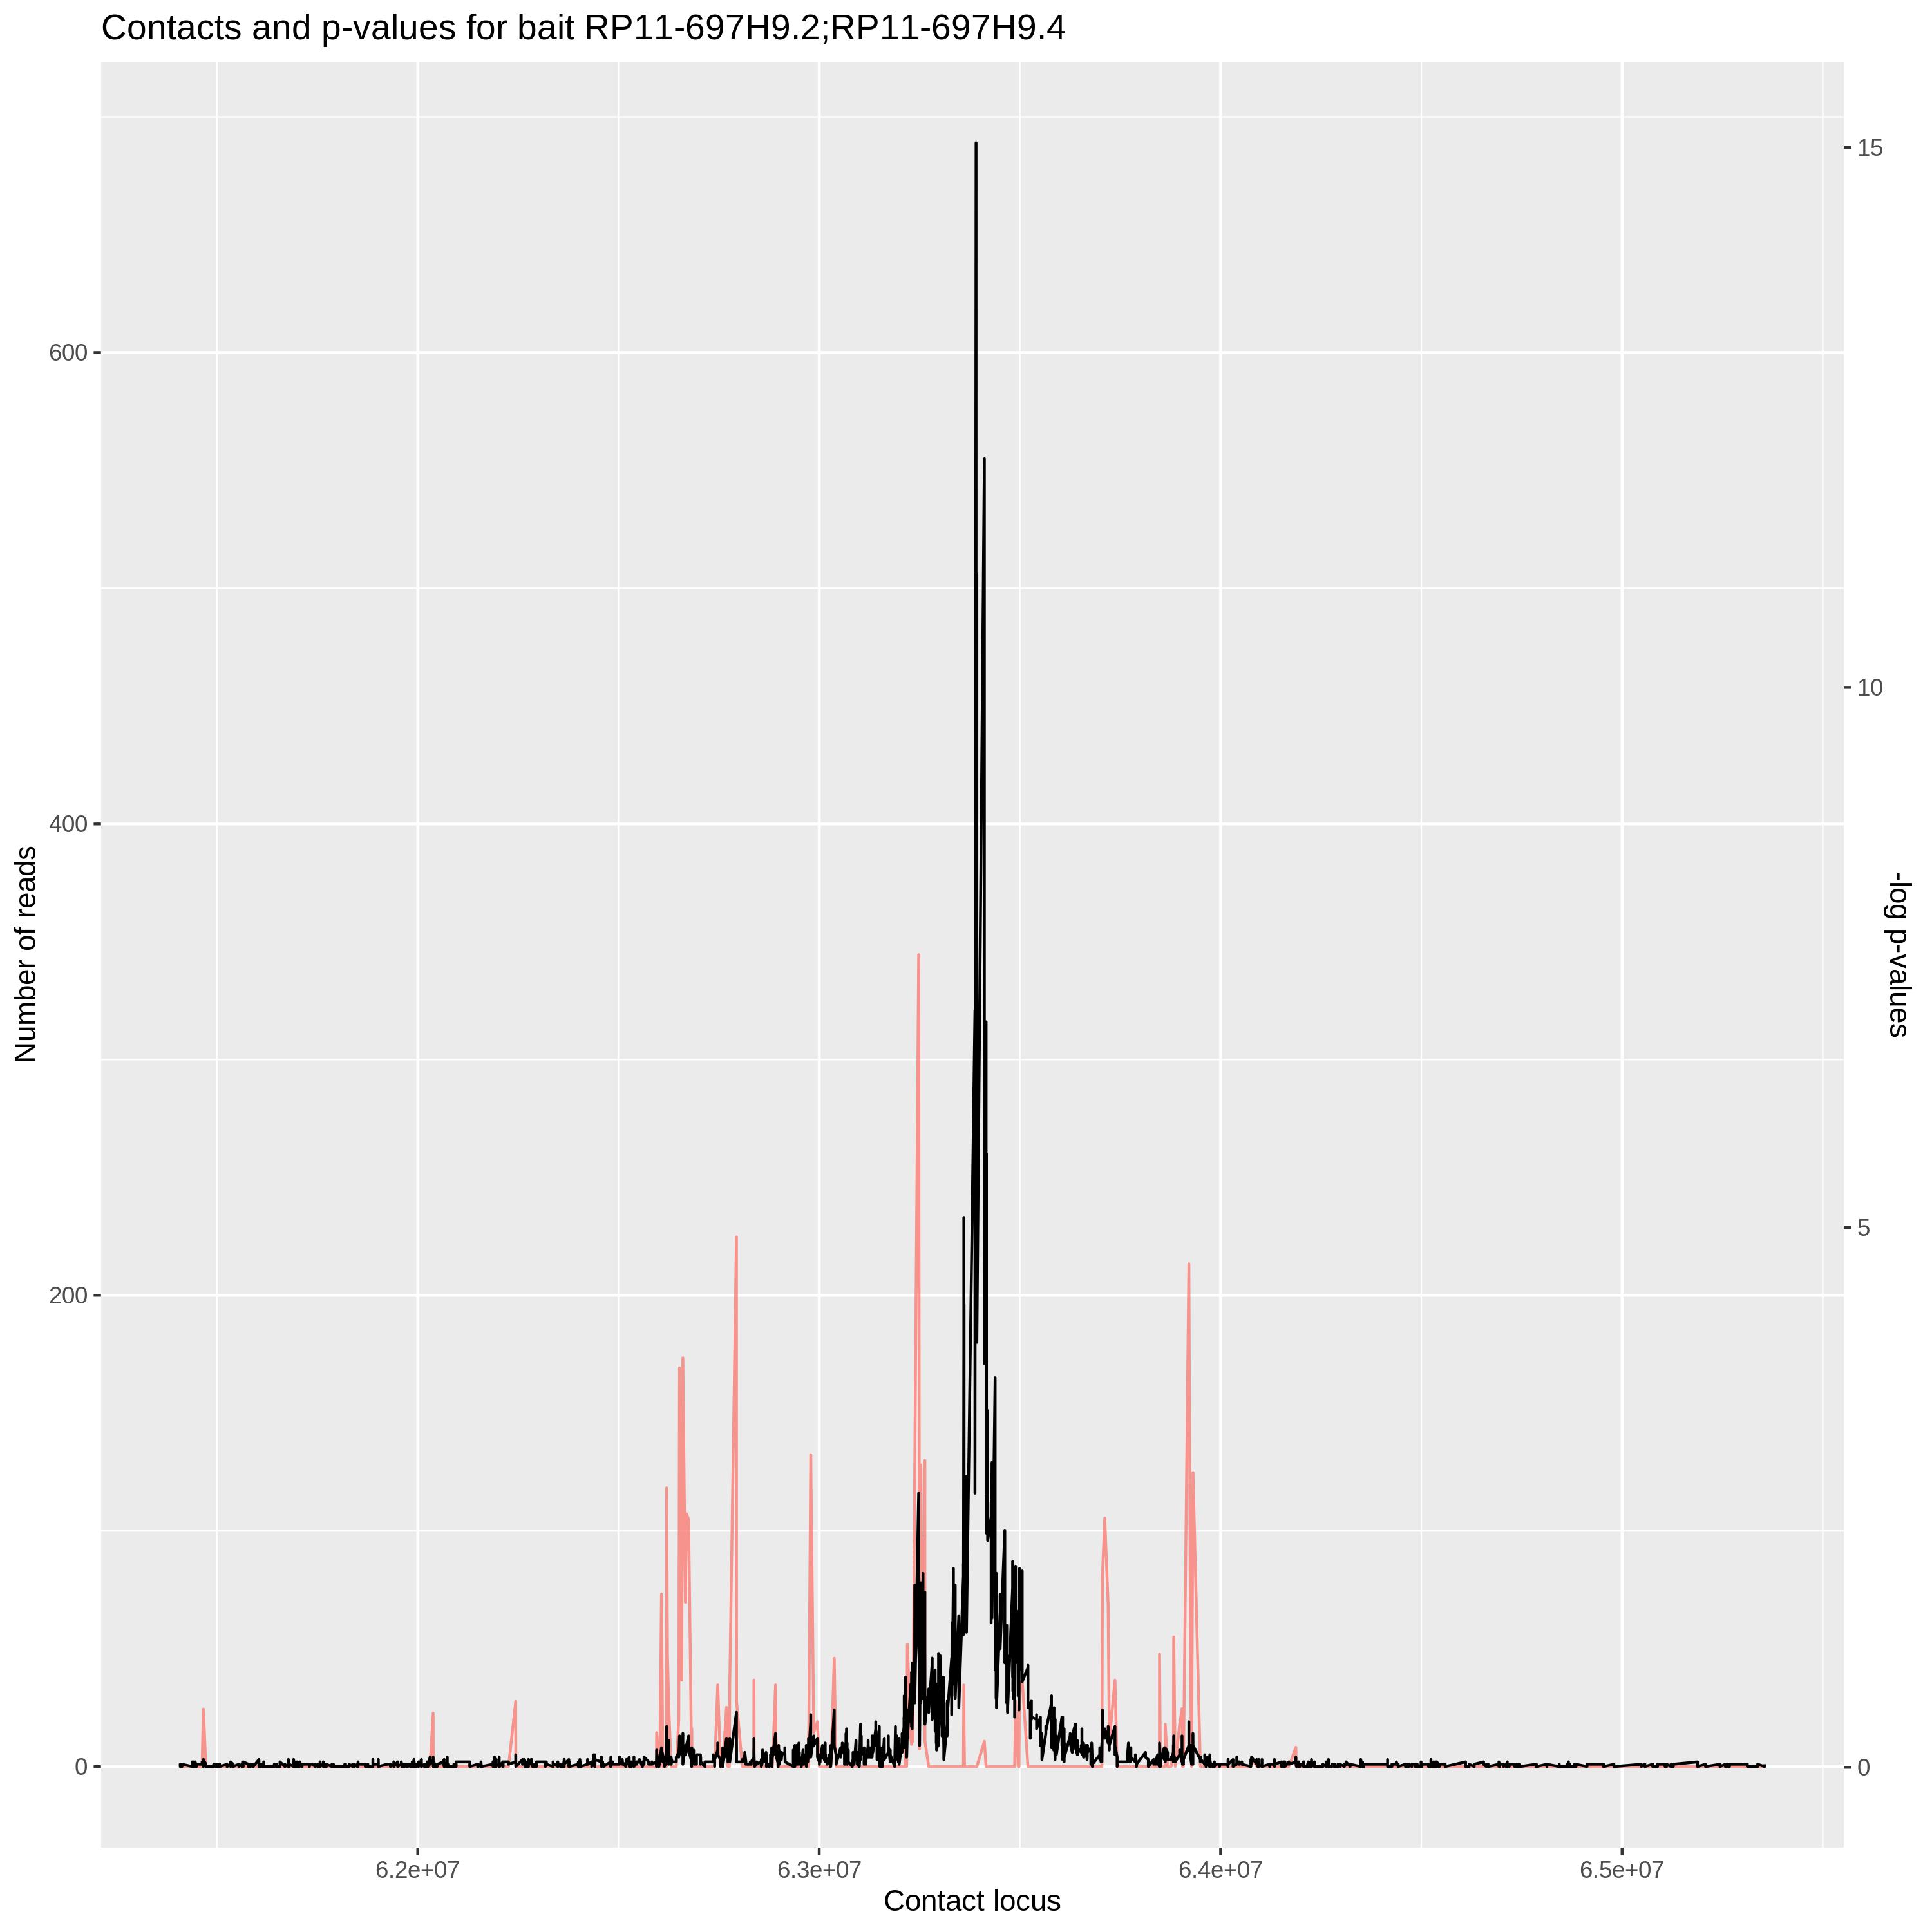 Contacts and p-values for bait RP11-697H9.2;RP11-697H9.4
Number of reads
600
400
200
0
15
10
5
0
-log p-values
6.2e+07
6.3e+07
6.4e+07
6.5e+07
Contact locus